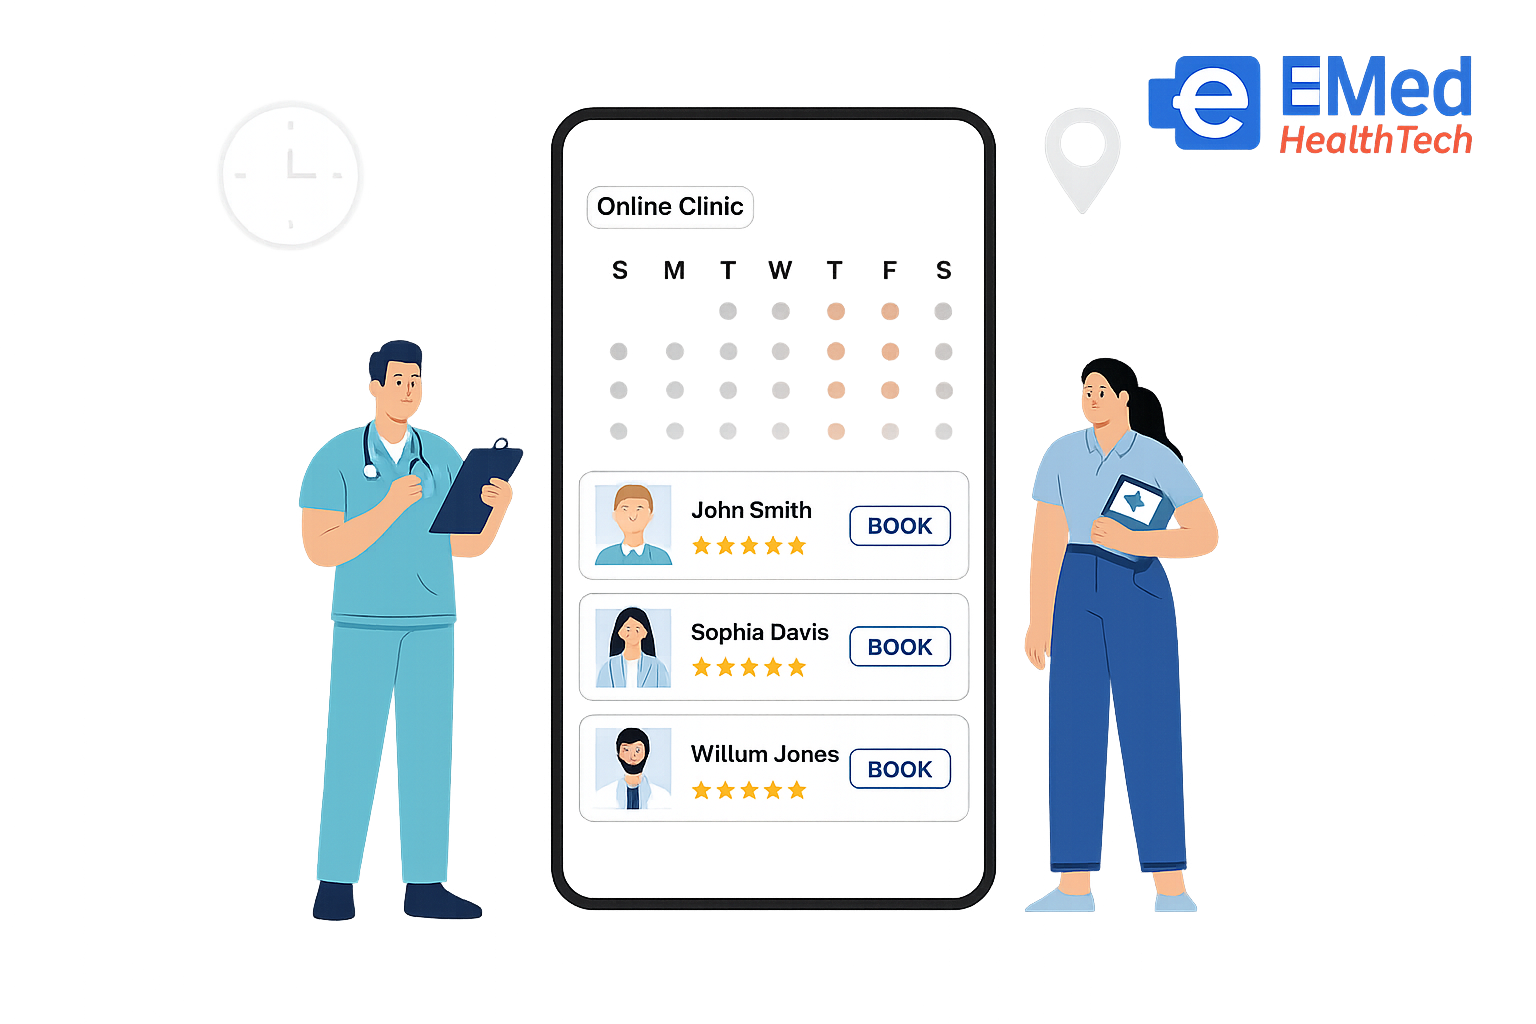 EMed
HealthTech
Online Clinic
S M T W T F S
John Smith
BOOK
Sophia Davis
BOOK
Willum Jones
BOOK